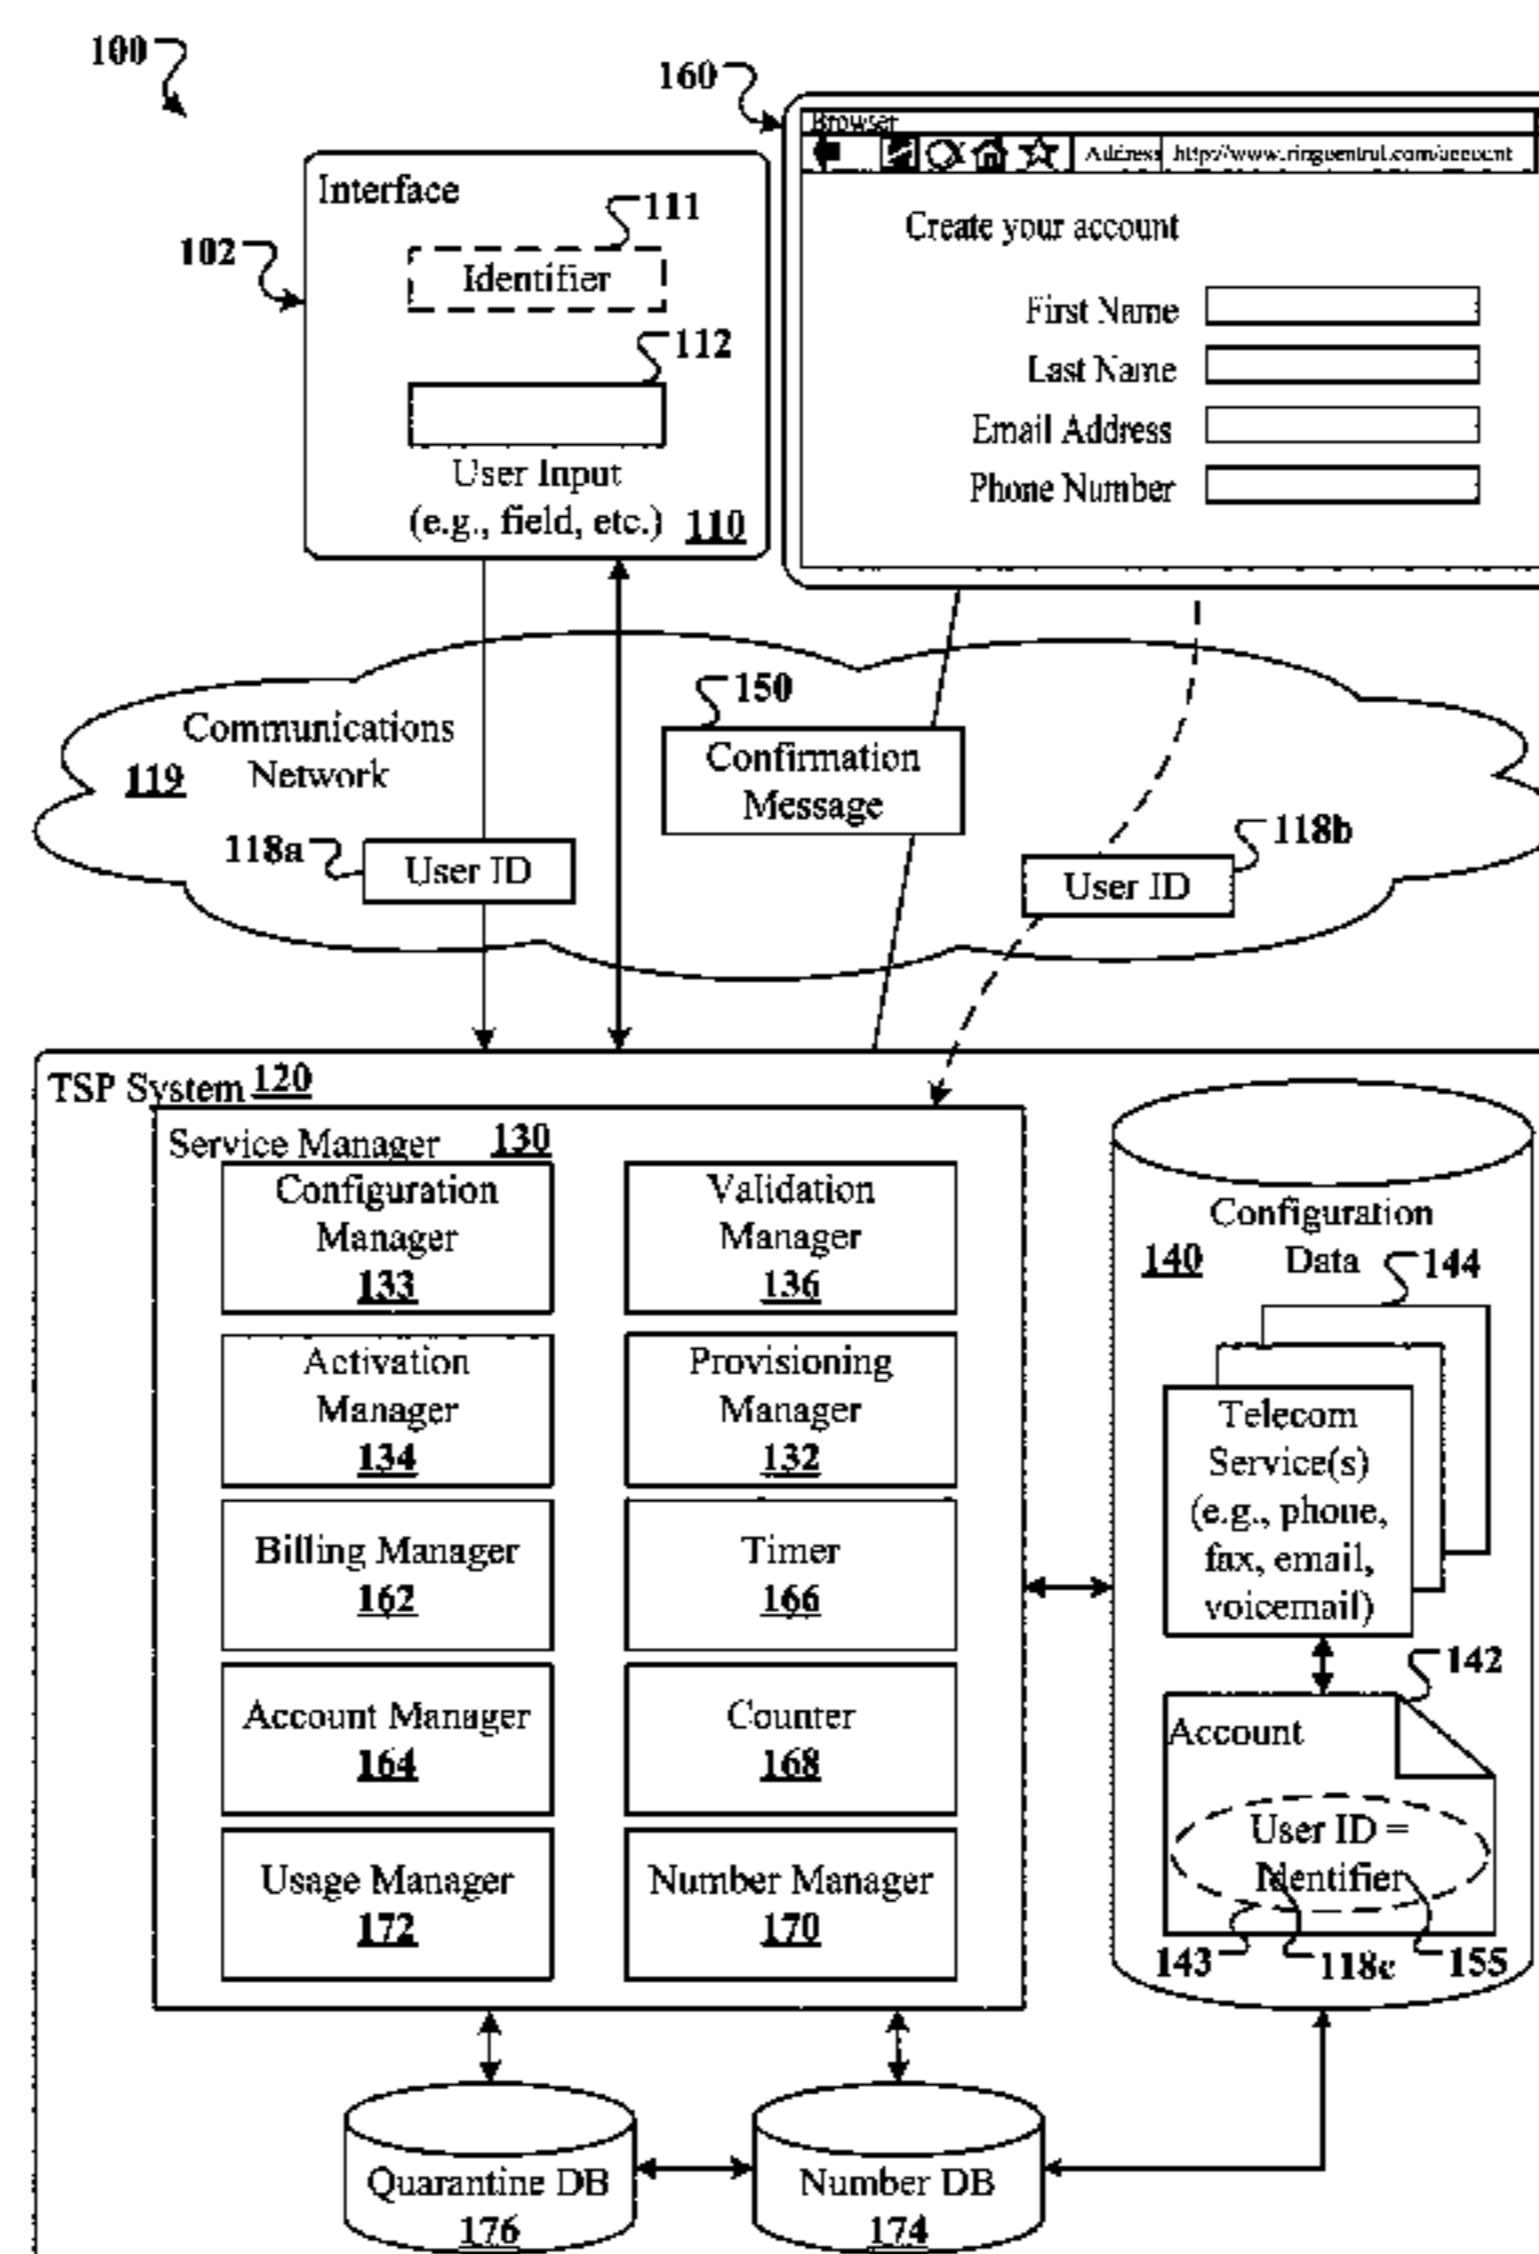 100
160
Browser
Address http://www.ringcentral.com/account
Interface
111
102
Identifier
112
User Input
(e.g., field, etc.) 110
Create your account
First Name
Last Name
Email Address
Phone Number
Communications
Network
119
150
Confirmation
Message
118a
User ID
118b
User ID
TSP System 120
Service Manager 130
Configuration
Manager
133
Validation
Manager
136
Activation
Manager
134
Provisioning
Manager
132
Billing Manager
162
Timer
166
Account Manager
164
Counter
168
Usage Manager
172
Number Manager
170
Configuration
Data
140
144
Telecom
Service(s)
(e.g., phone,
fax, email,
voicemail)
142
Account
User ID =
Identifier
143
118c
155
Quarantine DB
176
Number DB
174